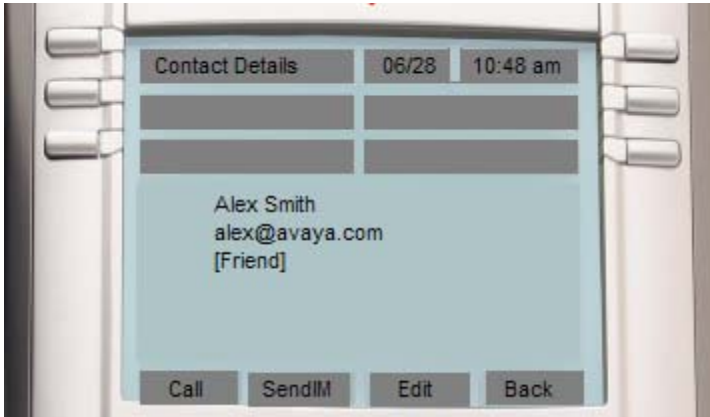 Contact Details 06/28 10:48 am
Alex Smith
alex@avaya.com
[Friend]
Call SendIM Edit Back